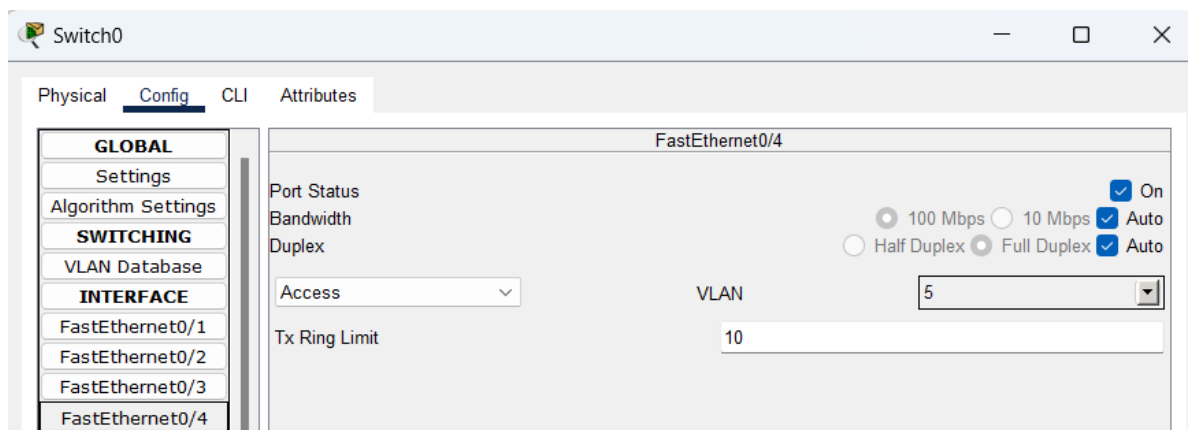 Switch0
Physical Config CLI Attributes
GLOBAL
Settings
Algorithm Settings
SWITCHING
VLAN Database
INTERFACE
FastEthernet0/1
FastEthernet0/2
FastEthernet0/3
FastEthernet0/4
FastEthernet0/4
Port Status On
Bandwidth 100 Mbps 10 Mbps Auto
Duplex Half Duplex Full Duplex Auto
Access VLAN 5
Tx Ring Limit 10